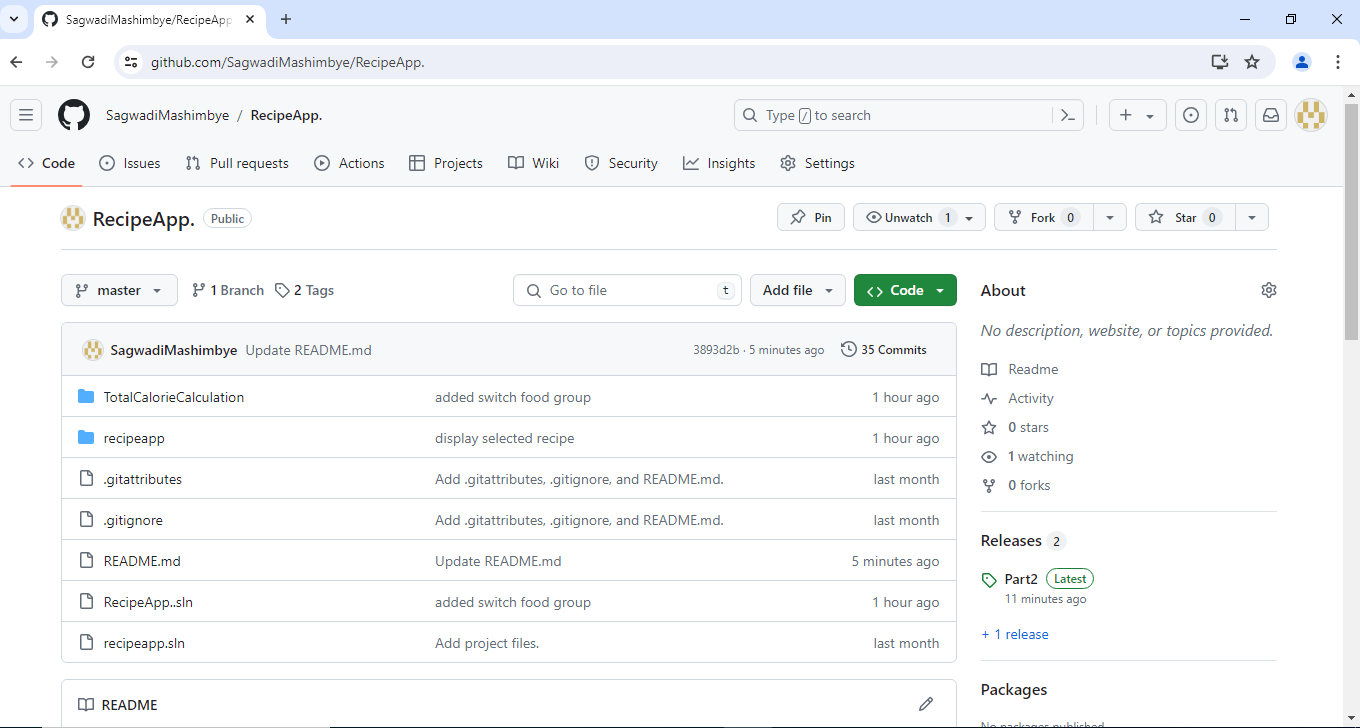 SagwadiMashimbye/RecipeApp
github.com/SagwadiMashimbye/RecipeApp.
SagwadiMashimbye / RecipeApp.
Type / to search
Code Issues Pull requests Actions Projects Wiki Security Insights Settings
RecipeApp. Public
Pin Unwatch 1 Fork 0 Star 0
master 1 Branch 2 Tags Go to file t Add file Code
About
No description, website, or topics provided.
SagwadiMashimbye Update README.md 3893d2b · 5 minutes ago 35 Commits
TotalCalorieCalculation added switch food group 1 hour ago
recipeapp display selected recipe 1 hour ago
.gitattributes Add .gitattributes, .gitignore, and README.md. last month
.gitignore Add .gitattributes, .gitignore, and README.md. last month
README.md Update README.md 5 minutes ago
RecipeApp..sln added switch food group 1 hour ago
recipeapp.sln Add project files. last month
README
Readme
Activity
0 stars
1 watching
0 forks
Releases 2
Part2 Latest
11 minutes ago
+ 1 release
Packages
No packages published